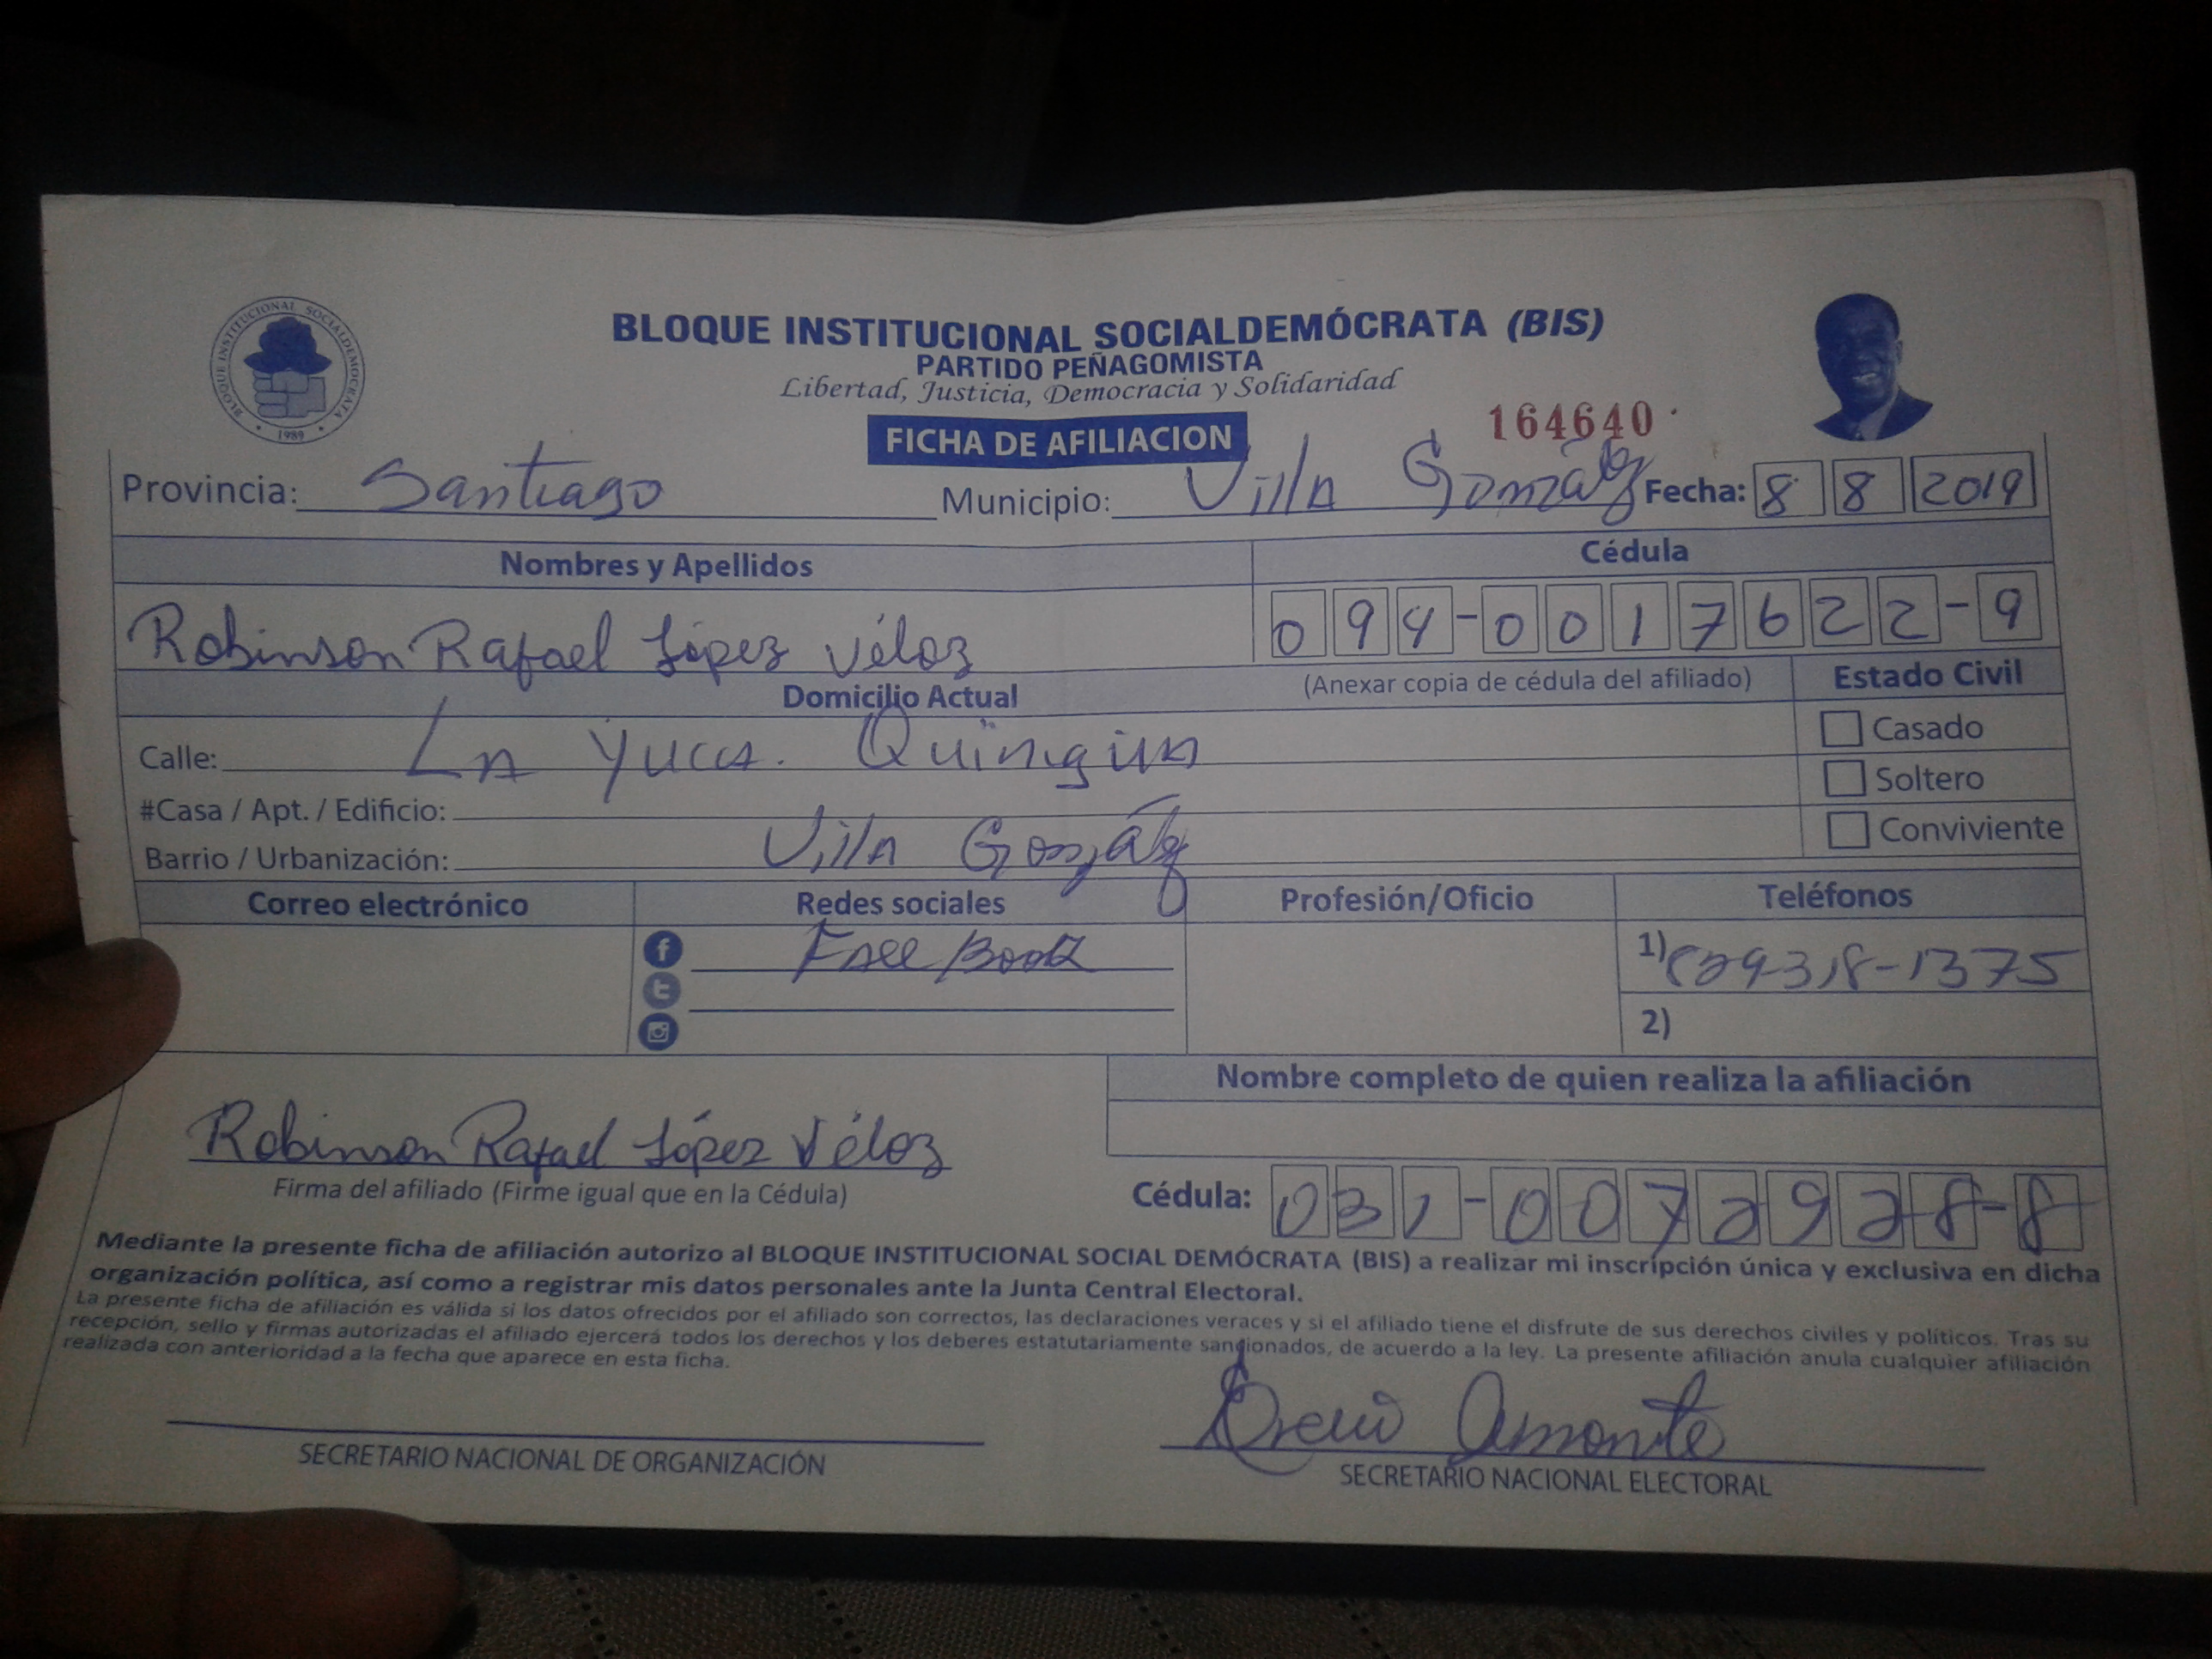 BLOQUE INSTITUCIONAL SOCIALDEMOCRATA
1989
BLOQUE INSTITUCIONAL SOCIALDEMÓCRATA (BIS)
PARTIDO PEÑAGOMISTA
Libertad, Justicia, Democracia y Solidaridad
FICHA DE AFILIACION
164640
Provincia: Santiago Municipio: Villa González Fecha: 8 8 2019
Nombres y Apellidos Cédula
Robinson Rafael López Véloz 094-0017622-9
Domicilio Actual (Anexar copia de cédula del afiliado) Estado Civil
Calle: La Yuca. Casado
#Casa / Apt. / Edificio: Soltero
Barrio / Urbanización: Villa González Conviviente
Correo electrónico Redes sociales Profesión/Oficio Teléfonos
Face Book 1) 829318-1375
2)
Nombre completo de quien realiza la afiliación
Robinson Rafael López Véloz
Firma del afiliado (Firme igual que en la Cédula) Cédula: 031-0072928-8
Mediante la presente ficha de afiliación autorizo al BLOQUE INSTITUCIONAL SOCIAL DEMÓCRATA (BIS) a realizar mi inscripción única y exclusiva en dicha
organización política, así como a registrar mis datos personales ante la Junta Central Electoral.
La presente ficha de afiliación es válida si los datos ofrecidos por el afiliado son correctos, las declaraciones veraces y si el afiliado tiene el disfrute de sus derechos civiles y políticos. Tras su
recepción, sello y firmas autorizadas el afiliado ejercerá todos los derechos y los deberes estatutariamente sancionados, de acuerdo a la ley. La presente afiliación anula cualquier afiliación
realizada con anterioridad a la fecha que aparece en esta ficha.
SECRETARIO NACIONAL DE ORGANIZACIÓN
SECRETARIO NACIONAL ELECTORAL